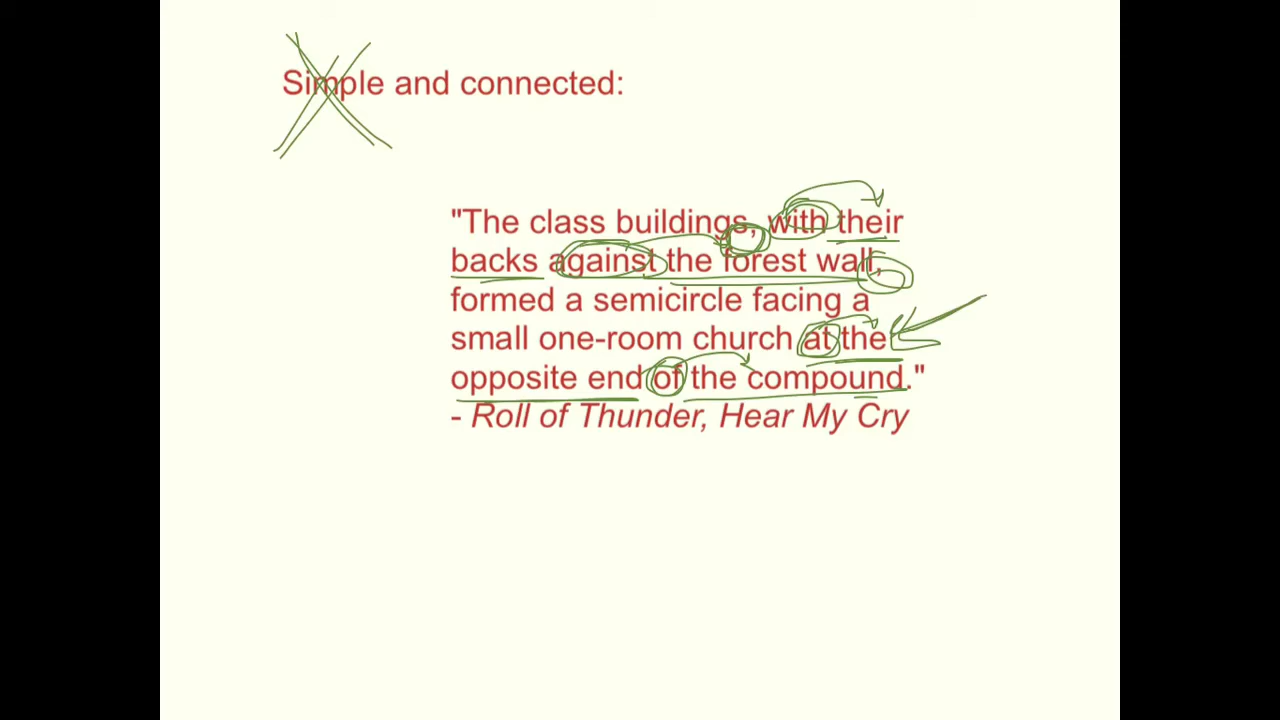 Simple and connected:
"The class buildings, with their
backs against the forest wall,
formed a semicircle facing a
small one-room church at the
opposite end of the compound."
- Roll of Thunder, Hear My Cry